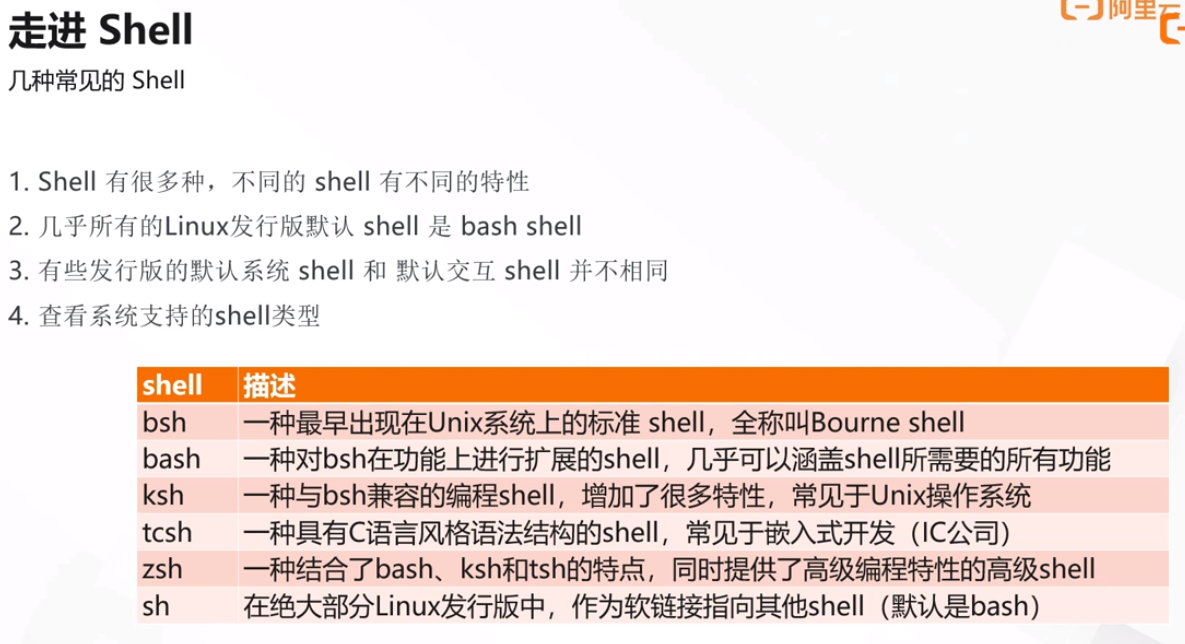 走进 Shell
阿里云
几种常见的 Shell
1. Shell 有很多种，不同的 shell 有不同的特性
2. 几乎所有的Linux发行版默认 shell 是 bash shell
3. 有些发行版的默认系统 shell 和 默认交互 shell 并不相同
4. 查看系统支持的shell类型
shell 描述
bsh 一种最早出现在Unix系统上的标准 shell，全称叫Bourne shell
bash 一种对bsh在功能上进行扩展的shell，几乎可以涵盖shell所需要的所有功能
ksh 一种与bsh兼容的编程shell，增加了很多特性，常见于Unix操作系统
tcsh 一种具有C语言风格语法结构的shell，常见于嵌入式开发（IC公司）
zsh 一种结合了bash、ksh和tsh的特点，同时提供了高级编程特性的高级shell
sh 在绝大部分Linux发行版中，作为软链接指向其他shell（默认是bash）